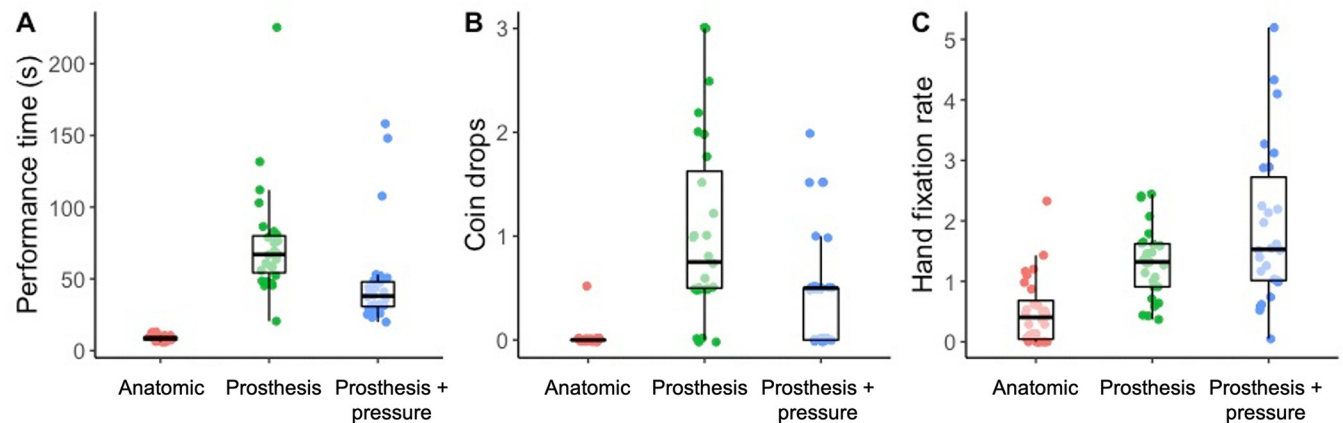 A
Performance time (s)
200
150
100
50
0
Anatomic
Prosthesis
Prosthesis +
pressure
B
Coin drops
3
2
1
0
Anatomic
Prosthesis
Prosthesis +
pressure
C
Hand fixation rate
5
4
3
2
1
0
Anatomic
Prosthesis
Prosthesis +
pressure